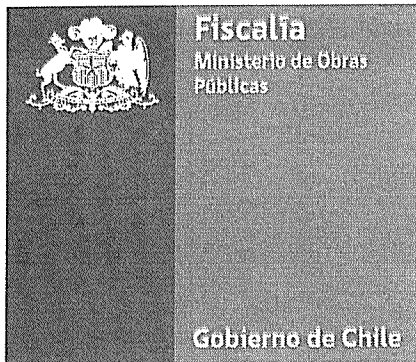 Fiscalía
Ministerio de Obras
Públicas
Gobierno de Chile